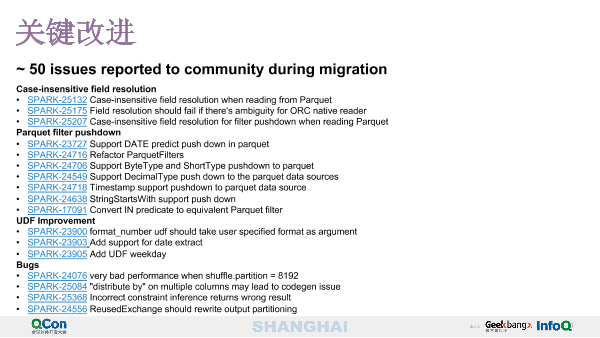 关键改进
~ 50 issues reported to community during migration
Case-insensitive field resolution
• SPARK-25132 Case-insensitive field resolution when reading from Parquet
• SPARK-25175 Field resolution should fail if there's ambiguity for ORC native reader
• SPARK-25207 Case-insensitive field resolution for filter pushdown when reading Parquet
Parquet filter pushdown
• SPARK-23727 Support DATE predict push down in parquet
• SPARK-24716 Refactor ParquetFilters
• SPARK-24706 Support ByteType and ShortType pushdown to parquet
• SPARK-24549 Support DecimalType push down to the parquet data sources
• SPARK-24718 Timestamp support pushdown to parquet data source
• SPARK-24638 StringStartsWith support push down
• SPARK-17091 Convert IN predicate to equivalent Parquet filter
UDF Improvement
• SPARK-23900 format_number udf should take user specified format as argument
• SPARK-23903 Add support for date extract
• SPARK-23905 Add UDF weekday
Bugs
• SPARK-24076 very bad performance when shuffle.partition = 8192
• SPARK-25084 "distribute by" on multiple columns may lead to codegen issue
• SPARK-25368 Incorrect constraint inference returns wrong result
• SPARK-24556 ReusedExchange should rewrite output partitioning
QCon
SHANGHAI
Geekbang
InfoQ